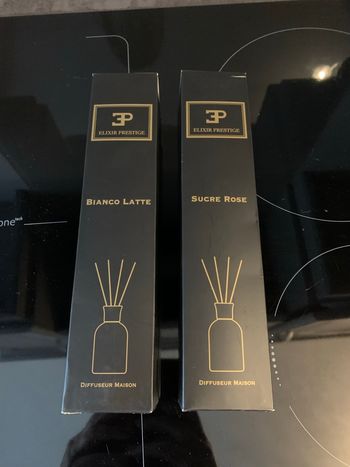 EP
ELIXIR PRESTIGE
BIANCO LATTE
DIFFUSEUR MAISON
EP
ELIXIR PRESTIGE
SUCRE ROSE
DIFFUSEUR MAISON